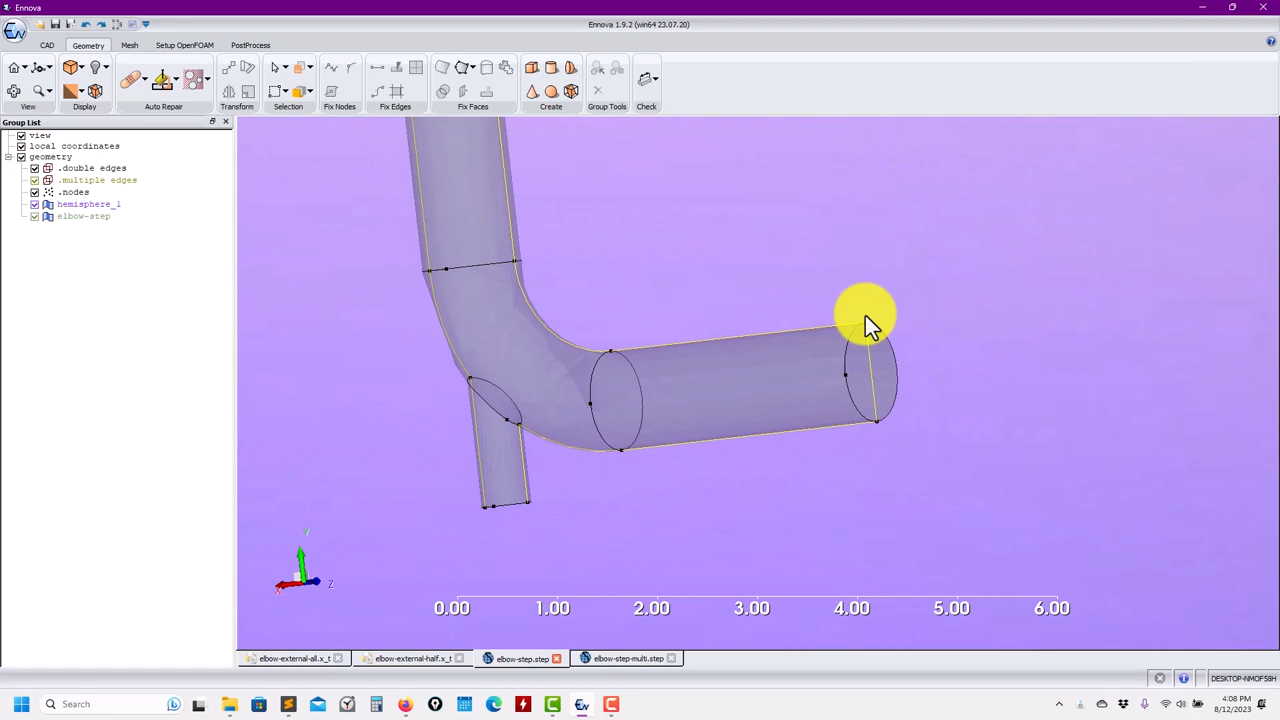 Ennova
Ennova 1.9.2 (win64 23.07.20)
CAD
Geometry
Mesh
Setup OpenFOAM
PostProcess
View
Display
Auto Repair
Transform
Selection
Fix Nodes
Fix Edges
Fix Faces
Create
Group Tools
Check
Group List
view
local coordinates
geometry
.double edges
.multiple edges
.nodes
hemisphere_1
elbow-step
Y
X
Z
0.00 1.00 2.00 3.00 4.00 5.00 6.00
elbow-external-all.x_t
elbow-external-half.x_t
elbow-step.step
elbow-step-multi.step
DESKTOP-NMOF58H
Search
1:08 PM
8/12/2023